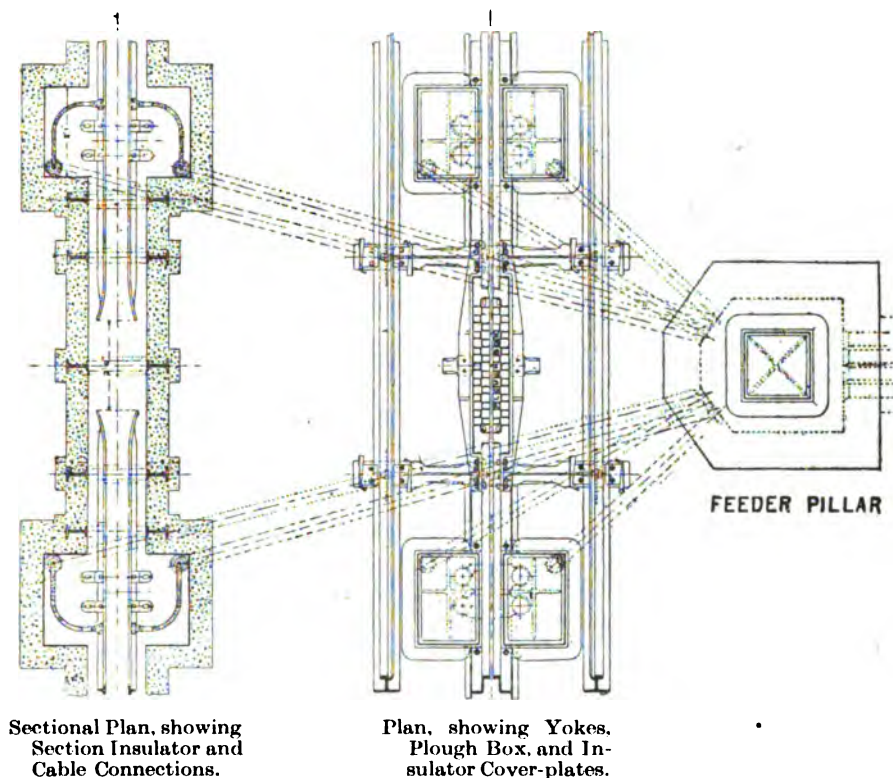 FEEDER PILLAR
Sectional Plan, showing
Section Insulator and
Cable Connections.
Plan, showing Yokes,
Plough Box, and In-
sulator Cover-plates.